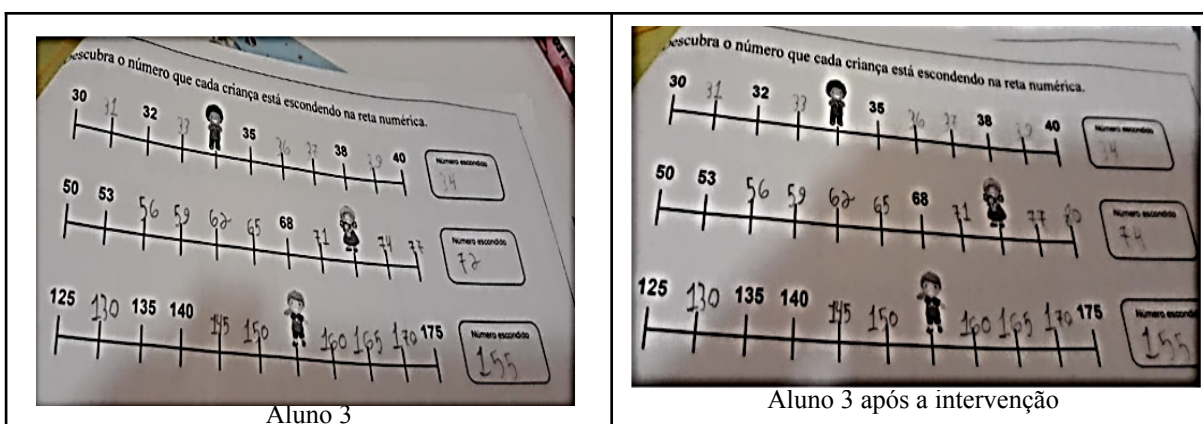 escubra o número que cada criança está escondendo na reta numérica.
30 31 32 33 35 36 37 38 39 40
Número escondido
34
50 53 56 59 62 65 68 71 74 77
Número escondido
72
125 130 135 140 145 150 160 165 170 175
Número escondido
155
Aluno 3
escubra o número que cada criança está escondendo na reta numérica.
30 31 32 33 35 36 37 38 39 40
Número escondido
34
50 53 56 59 62 65 68 71 77 80
Número escondido
74
125 130 135 140 145 150 160 165 170 175
Número escond
155
Aluno 3 após a intervenção